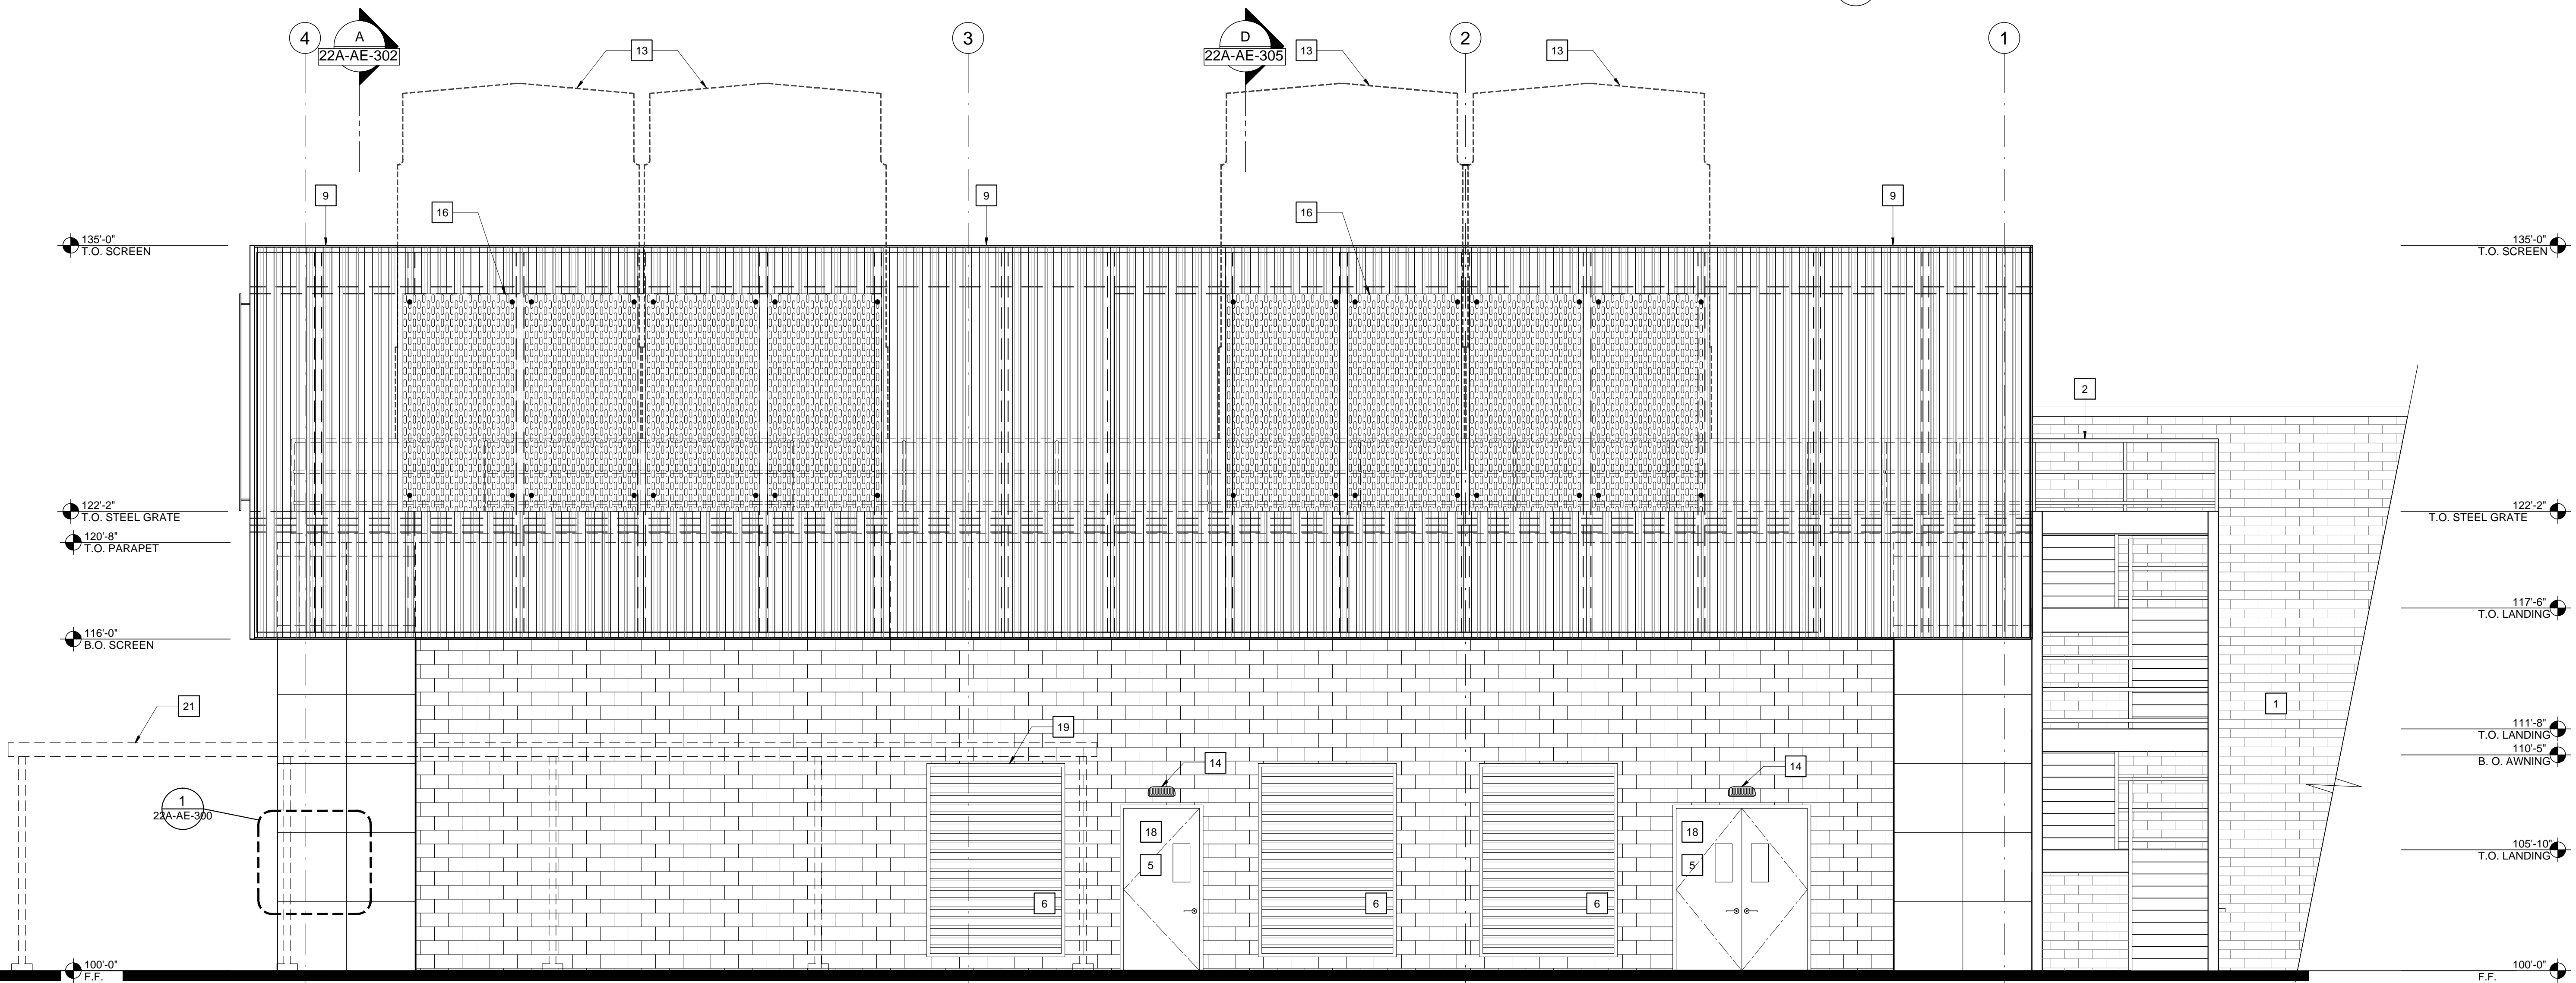 4
A
22A-AE-302
13
3
D
22A-AE-305
13
2
13
1
9
16
9
16
9
135'-0"
T.O. SCREEN
135'-0"
T.O. SCREEN
2
122'-2"
T.O. STEEL GRATE
122'-2"
T.O. STEEL GRATE
120'-8"
T.O. PARAPET
117'-6"
T.O. LANDING
116'-0"
B.O. SCREEN
21
19
1
111'-8"
T.O. LANDING
110'-5"
B. O. AWNING
14
14
1
22A-AE-300
18
18
5
5
105'-10"
T.O. LANDING
6
6
6
100'-0"
F.F.
100'-0"
F.F.